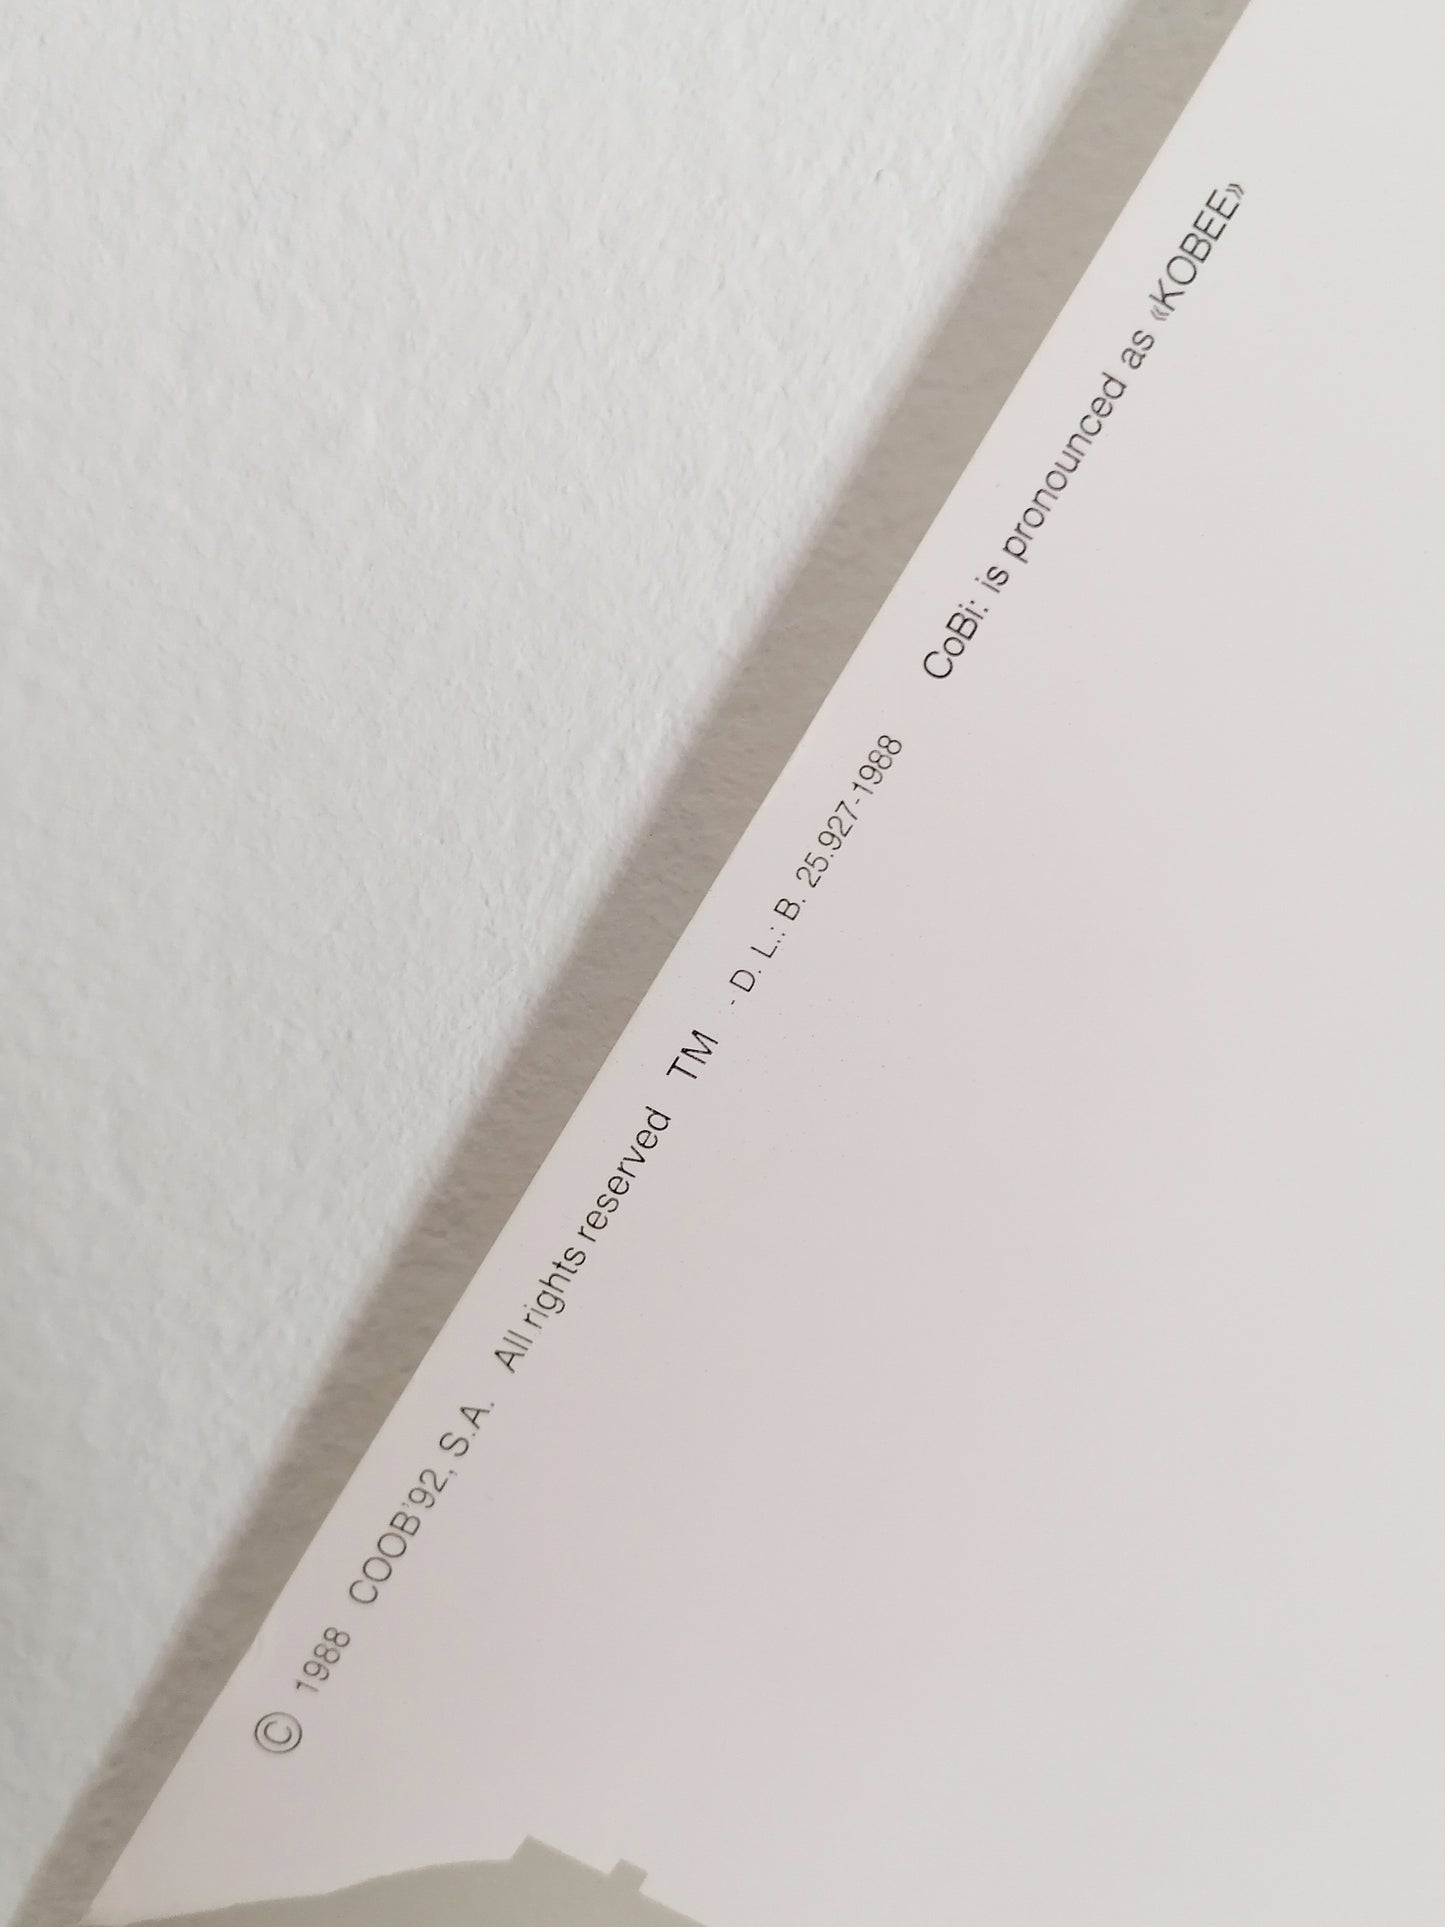 © 1988 COOB'92, S.A. All rights reserved TM - D. L.: B. 25.927-1988 CoBi: is pronounced as «KOBEE»